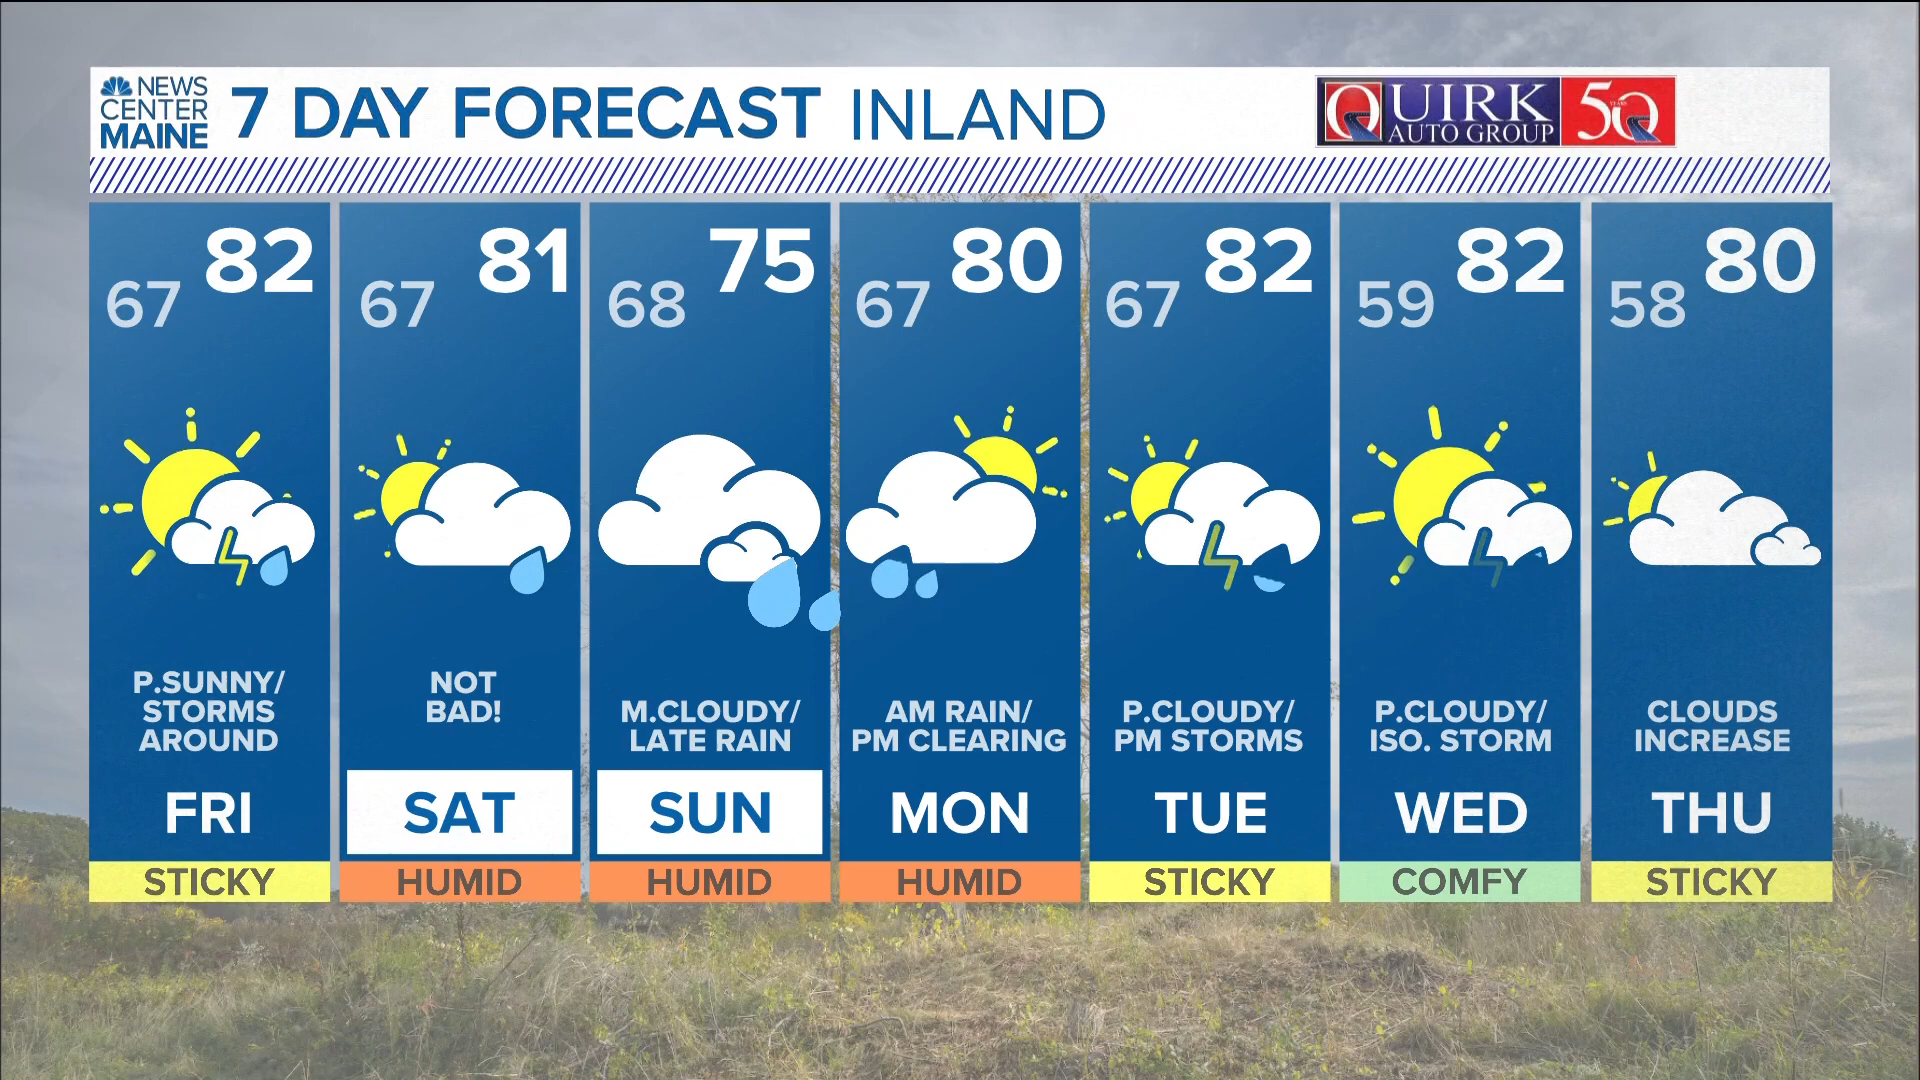 NEWS
CENTER
MAINE
7 DAY FORECAST INLAND
QUIRK
AUTO GROUP
50
YEARS
67 82
P.SUNNY/
STORMS
AROUND
FRI
STICKY
67 81
NOT
BAD!
SAT
HUMID
68 75
M.CLOUDY/
LATE RAIN
SUN
HUMID
67 80
AM RAIN/
PM CLEARING
MON
HUMID
67 82
P.CLOUDY/
PM STORMS
TUE
STICKY
59 82
P.CLOUDY/
ISO. STORM
WED
COMFY
58 80
CLOUDS
INCREASE
THU
STICKY